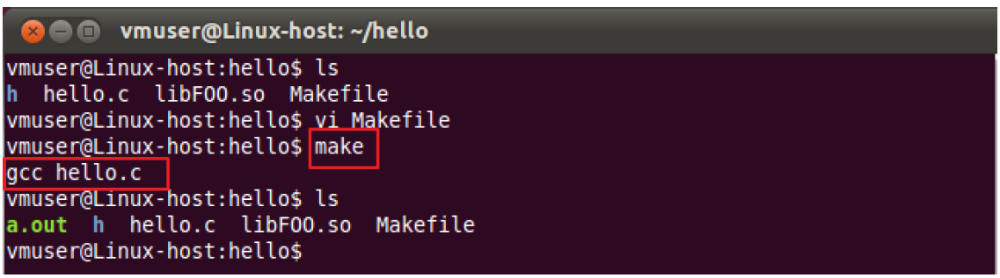 vmuser@Linux-host: ~/hello
vmuser@Linux-host:hello$ ls
h  hello.c  libFOO.so  Makefile
vmuser@Linux-host:hello$ vi Makefile
vmuser@Linux-host:hello$ make
gcc hello.c
vmuser@Linux-host:hello$ ls
a.out  h  hello.c  libFOO.so  Makefile
vmuser@Linux-host:hello$